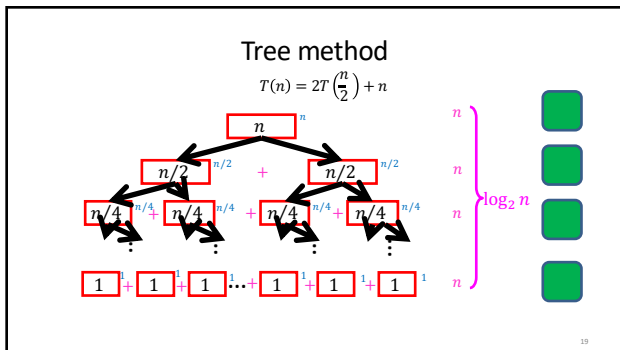 Tree method
T(n) = 2T(n/2) + n
n n n
n/2 n/2 + n/2 n/2 n
n/4 n/4 + n/4 n/4 + n/4 n/4 + n/4 n/4 n log₂ n
⋮ ⋮ ⋮ ⋮
1 1 + 1 1 + 1 1 ⋯ + 1 1 + 1 1 + 1 1 n
19